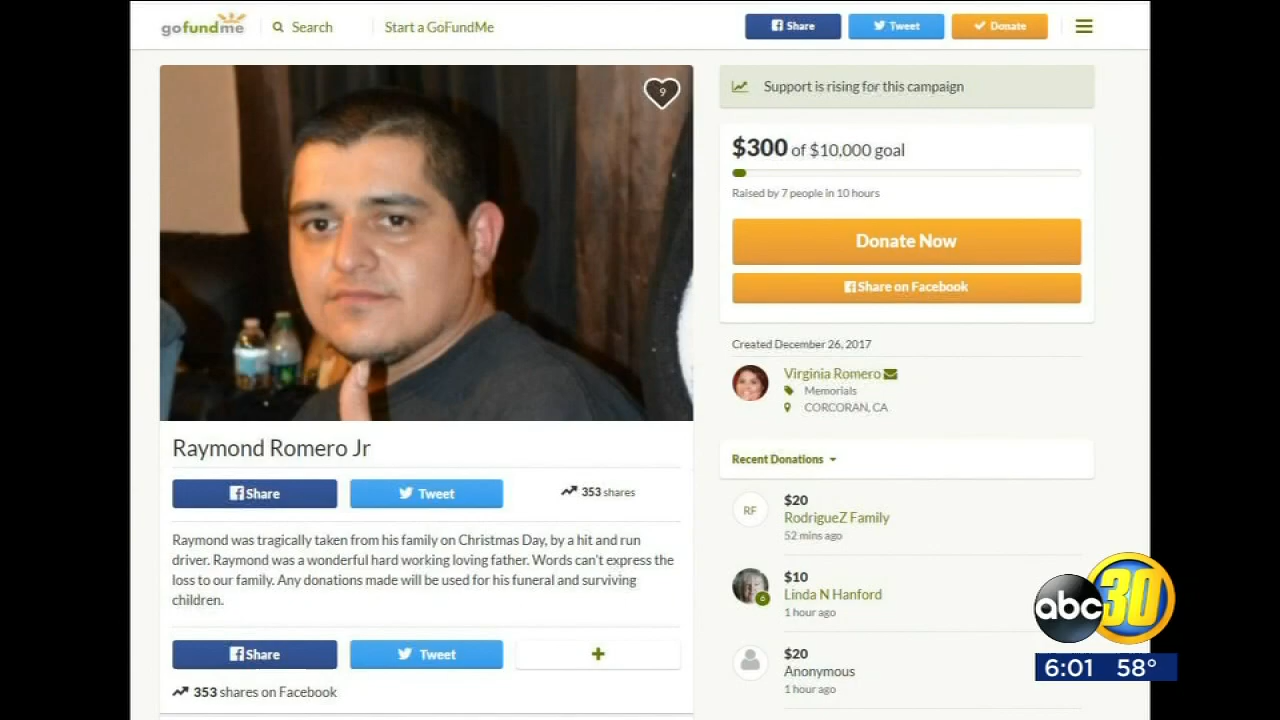 gofundme
Search
Start a GoFundMe
Share
Tweet
Donate
9
Support is rising for this campaign
$300 of $10,000 goal
Raised by 7 people in 10 hours
Donate Now
Share on Facebook
Created December 26, 2017
Virginia Romero
Memorials
CORCORAN, CA
Recent Donations
RF
$20
RodrigueZ Family
52 mins ago
$10
Linda N Hanford
1 hour ago
$20
Anonymous
1 hour ago
Raymond Romero Jr
Share
Tweet
353 shares
Raymond was tragically taken from his family on Christmas Day, by a hit and run
driver. Raymond was a wonderful hard working loving father. Words can't express the
loss to our family. Any donations made will be used for his funeral and surviving
children.
Share
Tweet
353 shares on Facebook
abc 30
6:01 58°